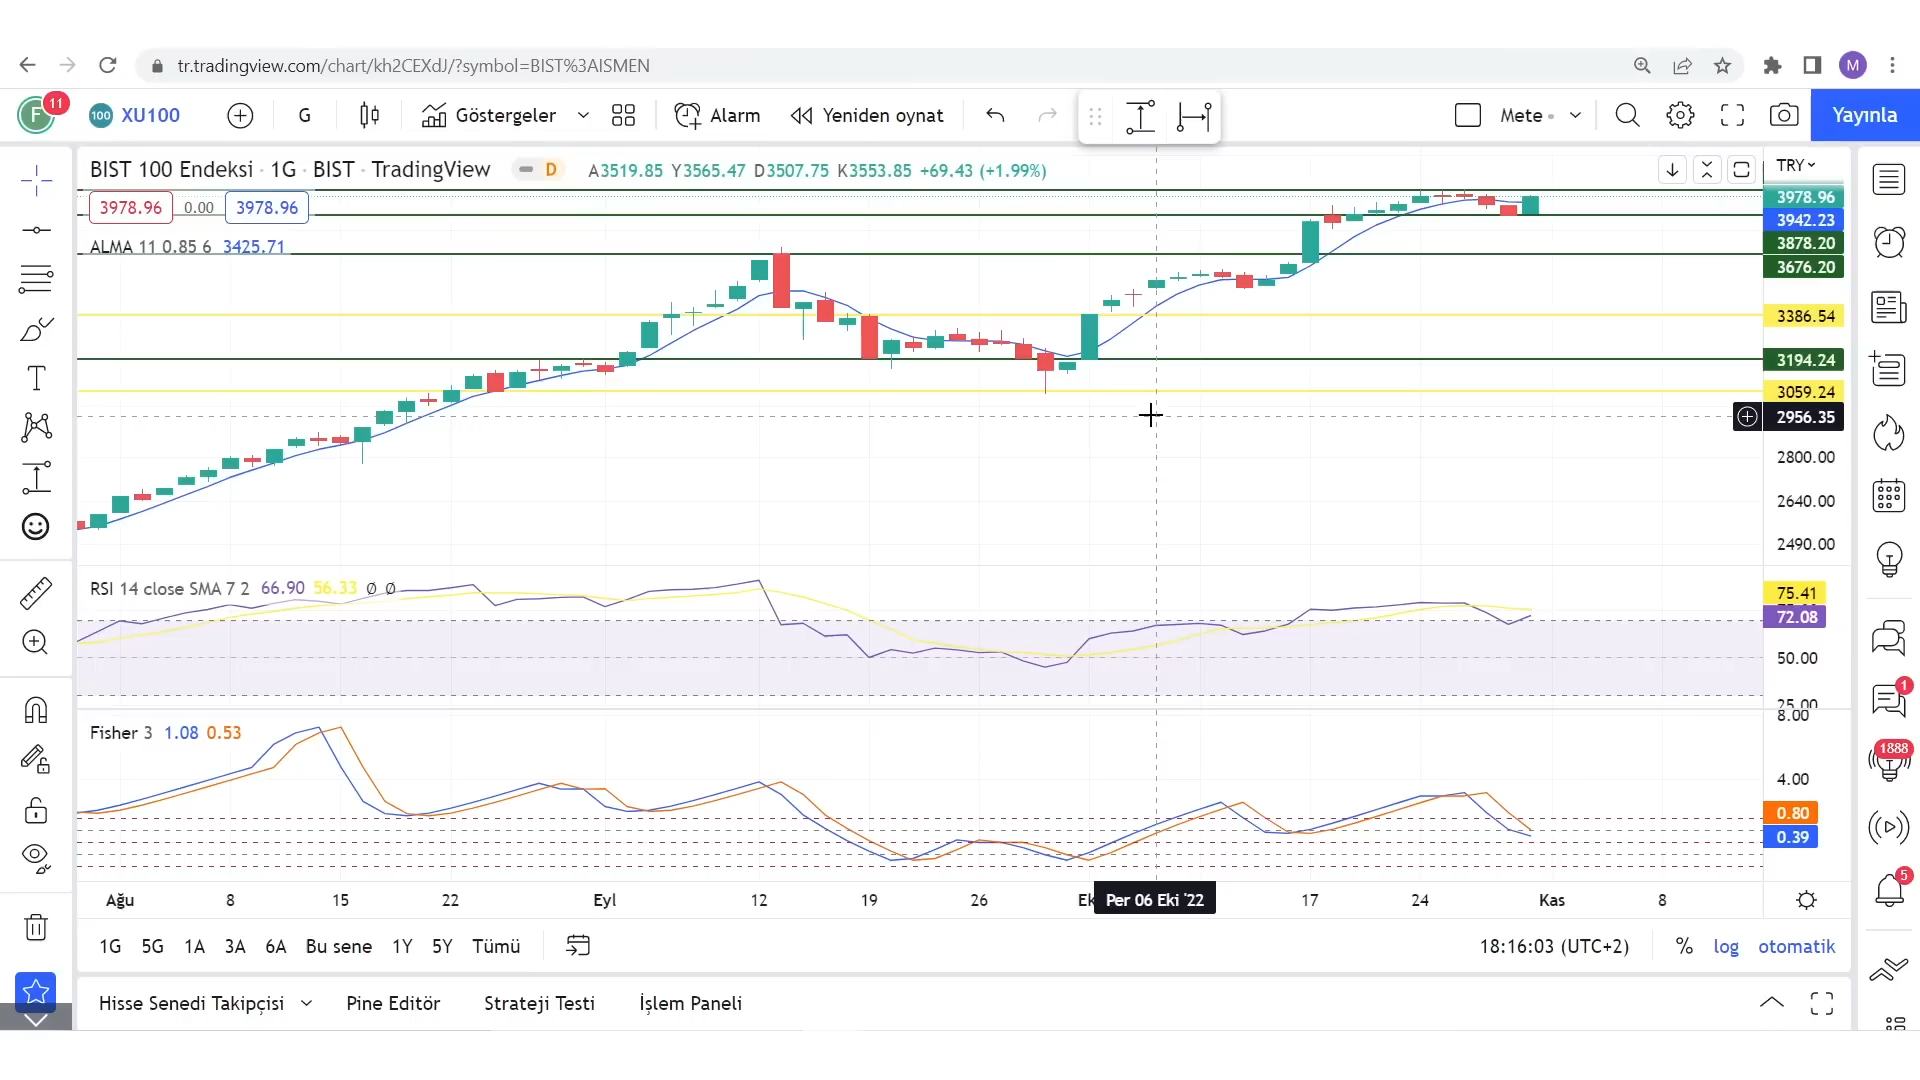 tr.tradingview.com/chart/kh2CEXdJ/?symbol=BIST%3AISMEN
M
F 11
100 XU100
G
Göstergeler
Alarm
Yeniden oynat
Mete
Yayınla
BIST 100 Endeksi · 1G · BIST · TradingView
D
A3519.85 Y3565.47 D3507.75 K3553.85 +69.43 (+1.99%)
TRY
3978.96 0.00 3978.96
ALMA 11 0.85 6 3425.71
3978.96
3942.23
3878.20
3676.20
3386.54
3194.24
3059.24
2956.35
2800.00
2640.00
2490.00
RSI 14 close SMA 7 2 66.90 56.33 Ø Ø
75.41
72.08
50.00
25.00
8.00
Fisher 3 1.08 0.53
4.00
0.80
0.39
1
1888
5
Ağu 8 15 22 Eyl 12 19 26 Ek Per 06 Eki '22 17 24 Kas 8
1G 5G 1A 3A 6A Bu sene 1Y 5Y Tümü
18:16:03 (UTC+2) % log otomatik
Hisse Senedi Takipçisi Pine Editör Strateji Testi İşlem Paneli